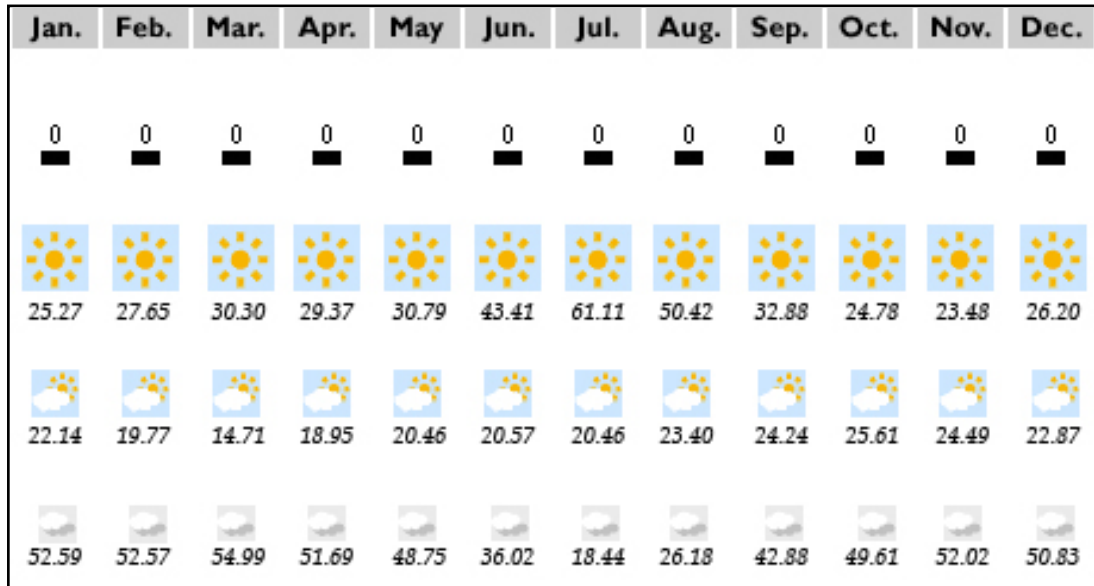 Jan. Feb. Mar. Apr. May Jun. Jul. Aug. Sep. Oct. Nov. Dec.
0 0 0 0 0 0 0 0 0 0 0 0
25.27 27.65 30.30 29.37 30.79 43.41 61.11 50.42 32.88 24.78 23.48 26.20
22.14 19.77 14.71 18.95 20.46 20.57 20.46 23.40 24.24 25.61 24.49 22.87
52.59 52.57 54.99 51.69 48.75 36.02 18.44 26.18 42.88 49.61 52.02 50.83